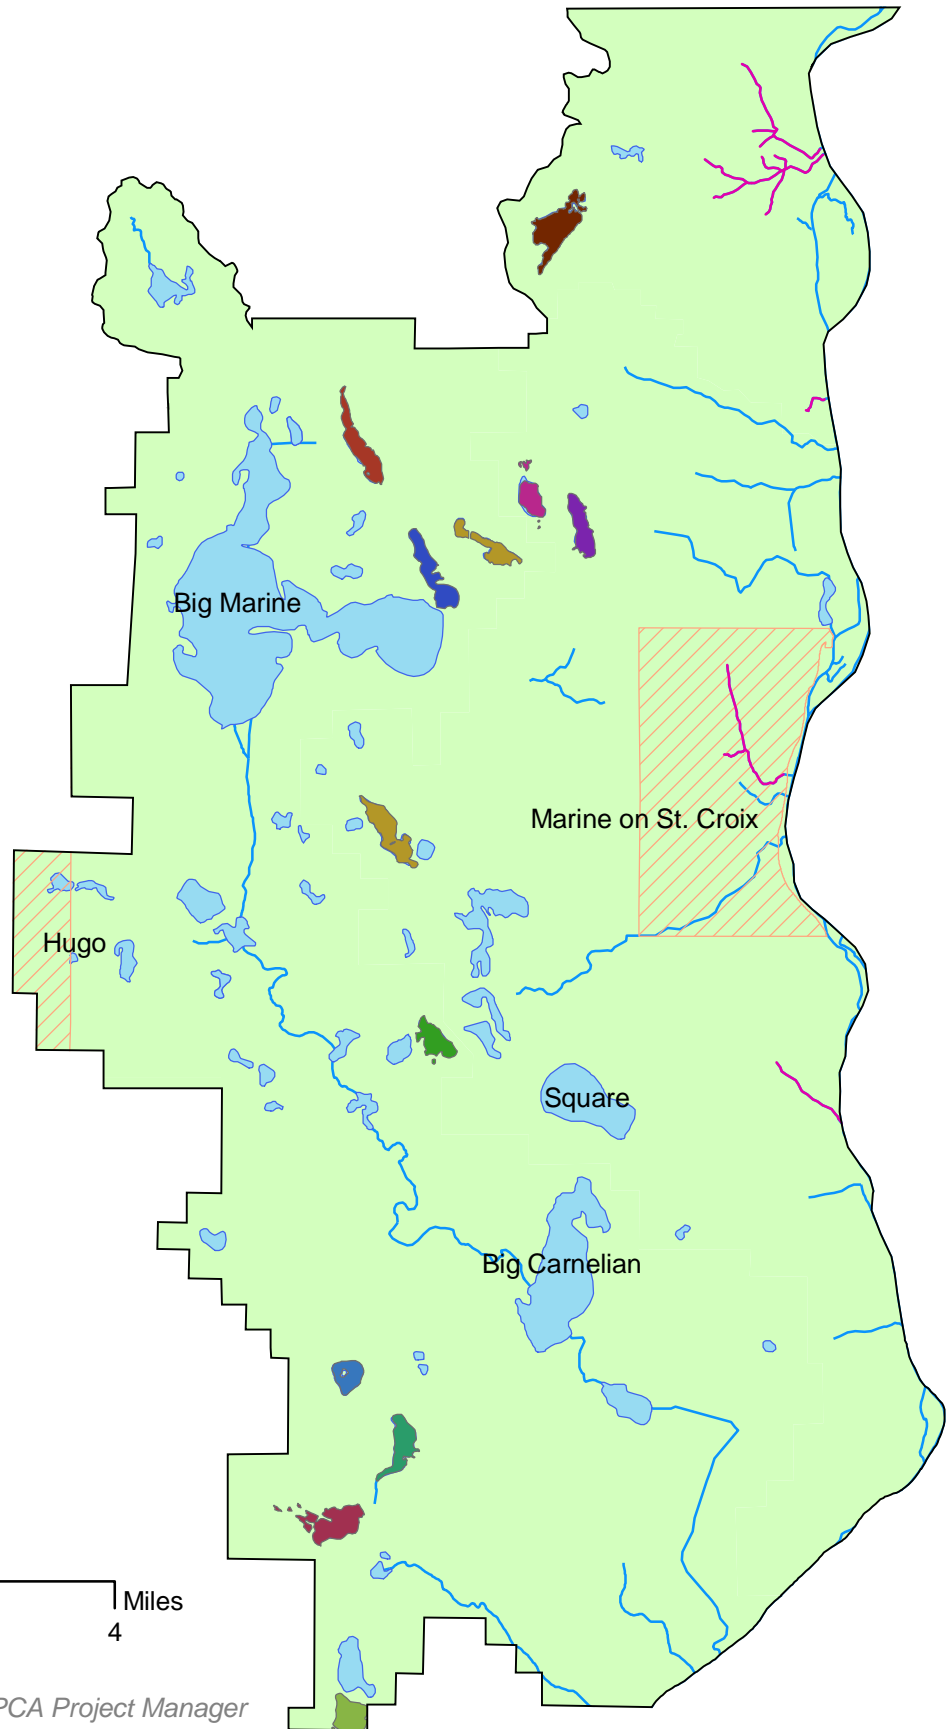 Big Marine
Marine on St. Croix
Hugo
Square
Big Carnelian
Miles
4
PCA Project Manager